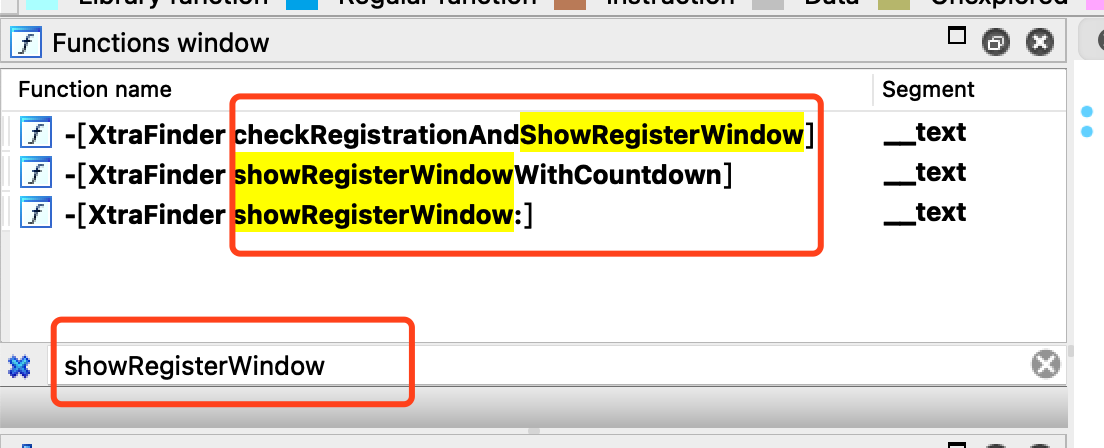 Library function Regular function Instruction Data Unexplored
Functions window
Function name Segment
-[XtraFinder checkRegistrationAndShowRegisterWindow] __text
-[XtraFinder showRegisterWindowWithCountdown] __text
-[XtraFinder showRegisterWindow:] __text
showRegisterWindow